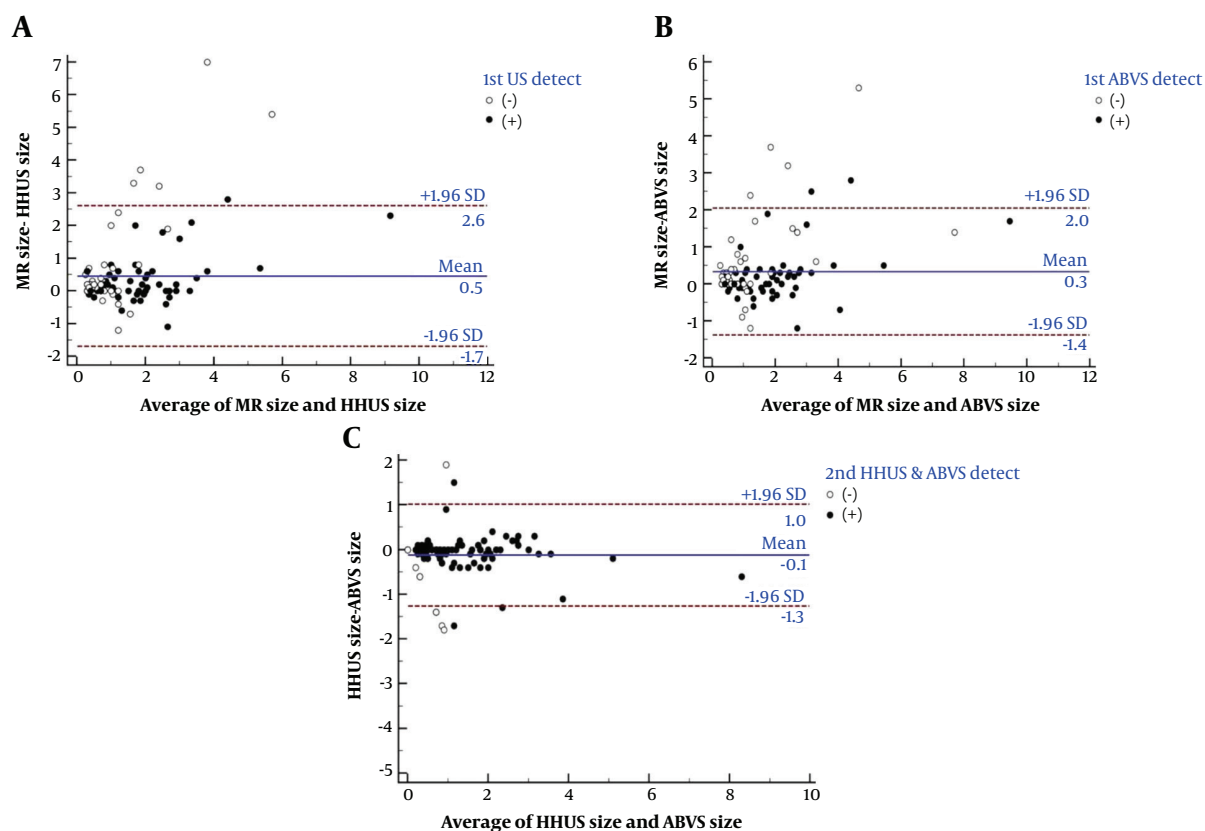 A
MR size- HHUS size
7
6
5
4
3
2
1
0
-1
-2
0 2 4 6 8 10 12
Average of MR size and HHUS size
+1.96 SD
2.6
Mean
0.5
-1.96 SD
-1.7
1st US detect
(-)
(+)
B
MR size-ABVS size
6
5
4
3
2
1
0
-1
-2
0 2 4 6 8 10 12
Average of MR size and ABVS size
+1.96 SD
2.0
Mean
0.3
-1.96 SD
-1.4
1st ABVS detect
(-)
(+)
C
HHUS size-ABVS size
2
1
0
-1
-2
-3
-4
-5
0 2 4 6 8 10
Average of HHUS size and ABVS size
+1.96 SD
1.0
Mean
-0.1
-1.96 SD
-1.3
2nd HHUS & ABVS detect
(-)
(+)